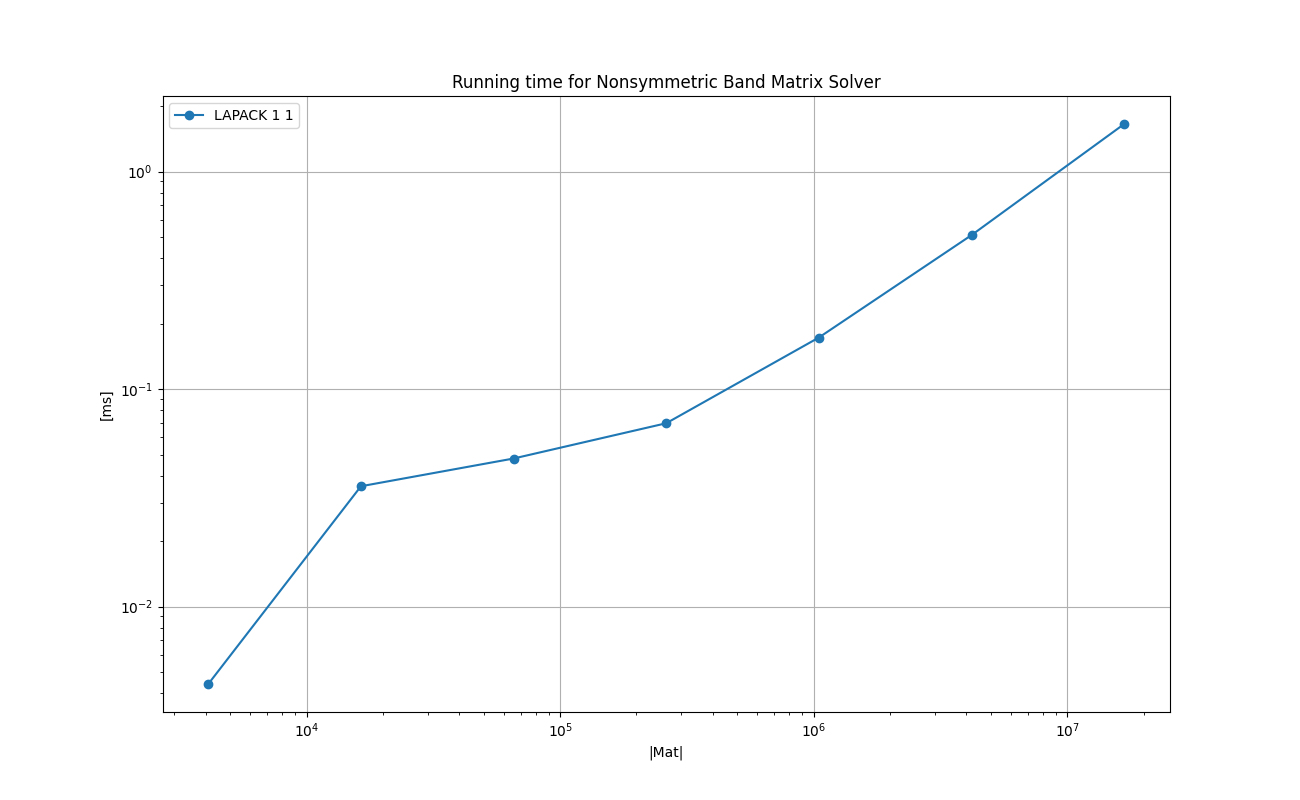 Running time for Nonsymmetric Band Matrix Solver
LAPACK 1 1
10⁰
10⁻¹
10⁻²
[ms]
10⁴ 10⁵ 10⁶ 10⁷
|Mat|